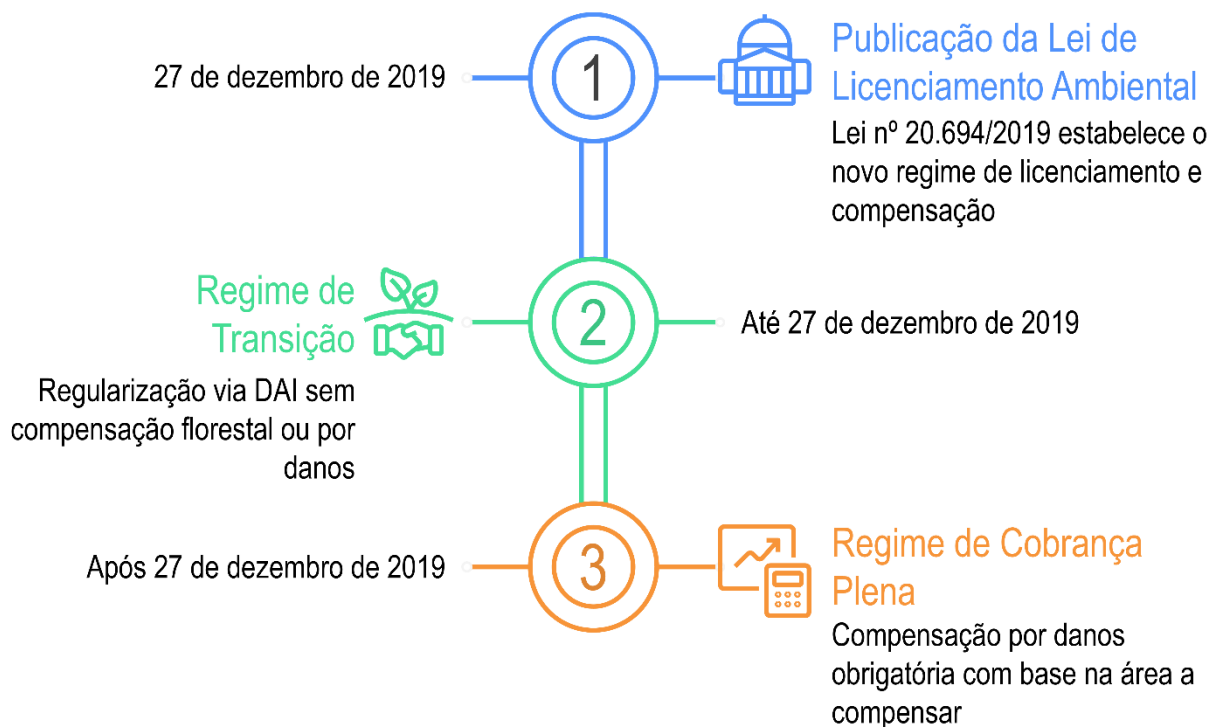 27 de dezembro de 2019
1
Publicação da Lei de
Licenciamento Ambiental
Lei nº 20.694/2019 estabelece o
novo regime de licenciamento e
compensação
Regime de
Transição
Regularização via DAI sem
compensação florestal ou por
danos
2
Até 27 de dezembro de 2019
Após 27 de dezembro de 2019
3
Regime de Cobrança
Plena
Compensação por danos
obrigatória com base na área a
compensar